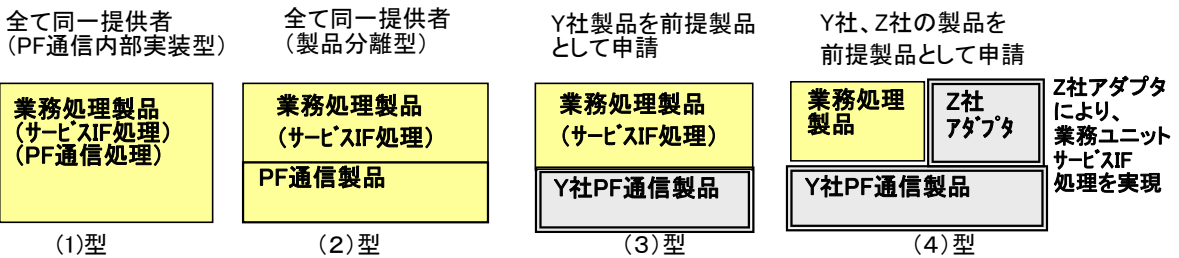 全て同一提供者
(PF通信内部実装型)
業務処理製品
(ｻｰﾋﾞｽIF処理)
(PF通信処理)
(1)型
全て同一提供者
(製品分離型)
業務処理製品
(ｻｰﾋﾞｽIF処理)
PF通信製品
(2)型
Y社製品を前提製品
として申請
業務処理製品
(ｻｰﾋﾞｽIF処理)
Y社PF通信製品
(3)型
Y社、Z社の製品を
前提製品として申請
業務処理
製品
Z社
ｱﾀﾞﾌﾟﾀ
Y社PF通信製品
Z社アダプタ
により、
業務ユニット
ｻｰﾋﾞｽIF
処理を実現
(4)型